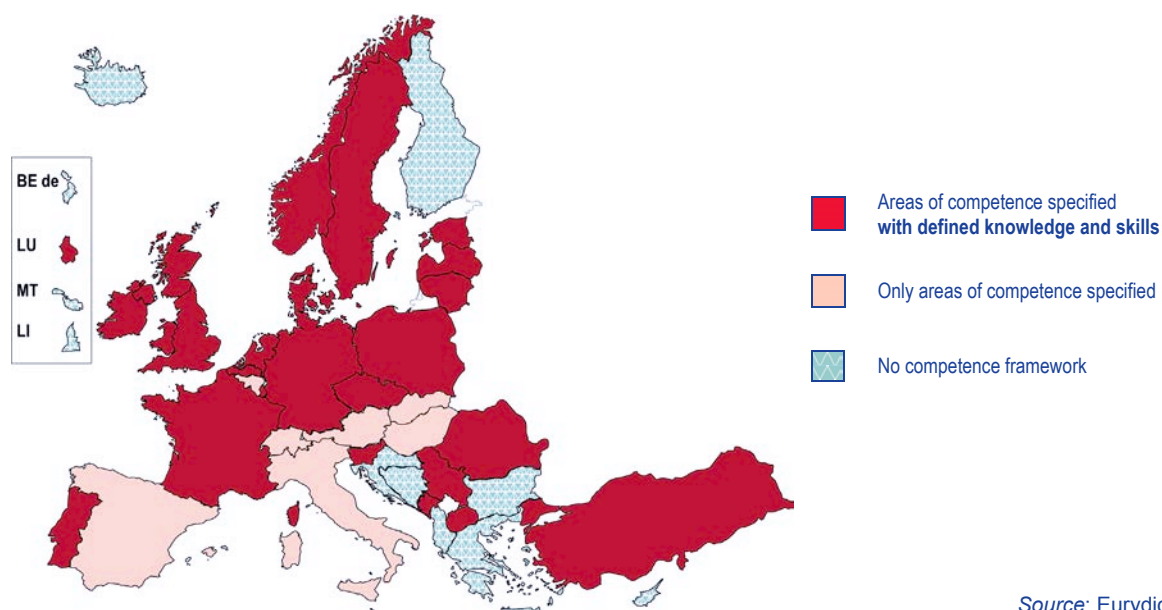 BE de
LU
MT
LI
Areas of competence specified
with defined knowledge and skills
Only areas of competence specified
No competence framework
Source: Eurydic